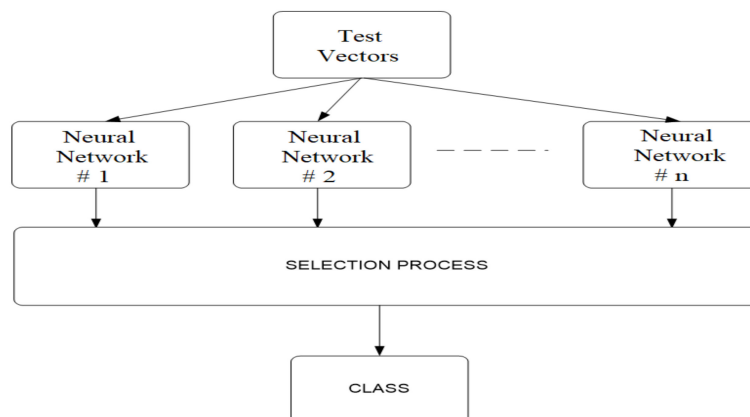 Test
Vectors
Neural
Network
# 1
Neural
Network
# 2
Neural
Network
# n
SELECTION PROCESS
CLASS